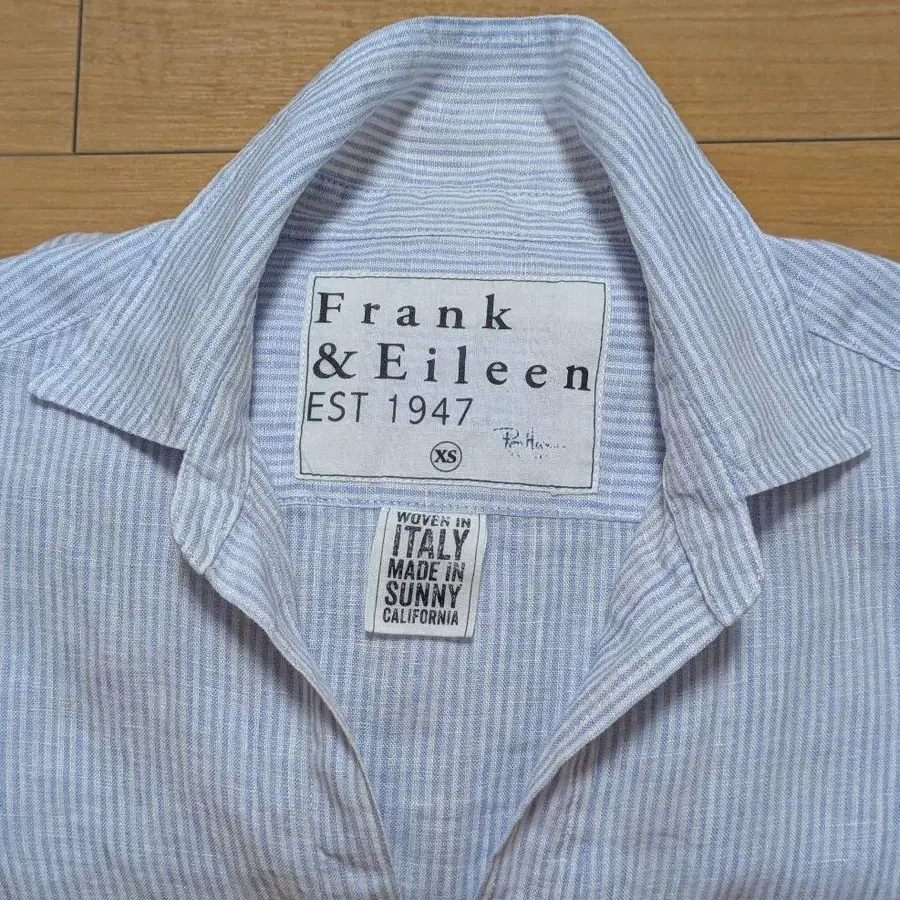 Frank
& Eileen
EST 1947
XS
WOVEN IN
ITALY
MADE IN
SUNNY
CALIFORNIA